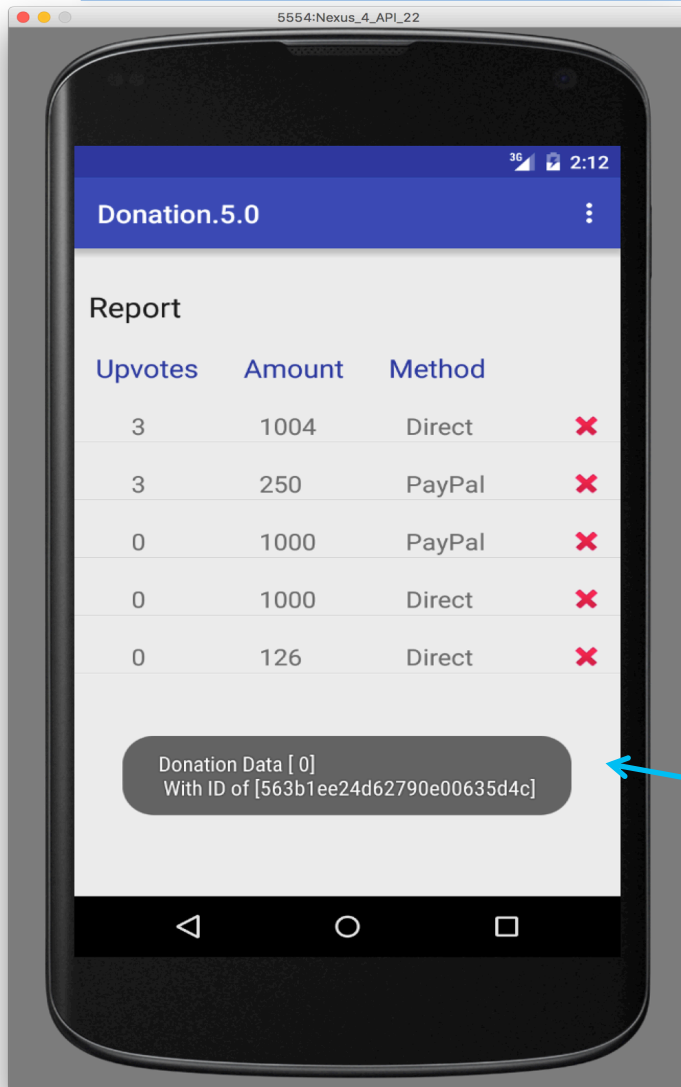 5554:Nexus_4_API_22
3G 2:12
Donation.5.0
Report
Upvotes Amount Method
3 1004 Direct
3 250 PayPal
0 1000 PayPal
0 1000 Direct
0 126 Direct
Donation Data [ 0]
With ID of [563b1ee24d62790e00635d4c]